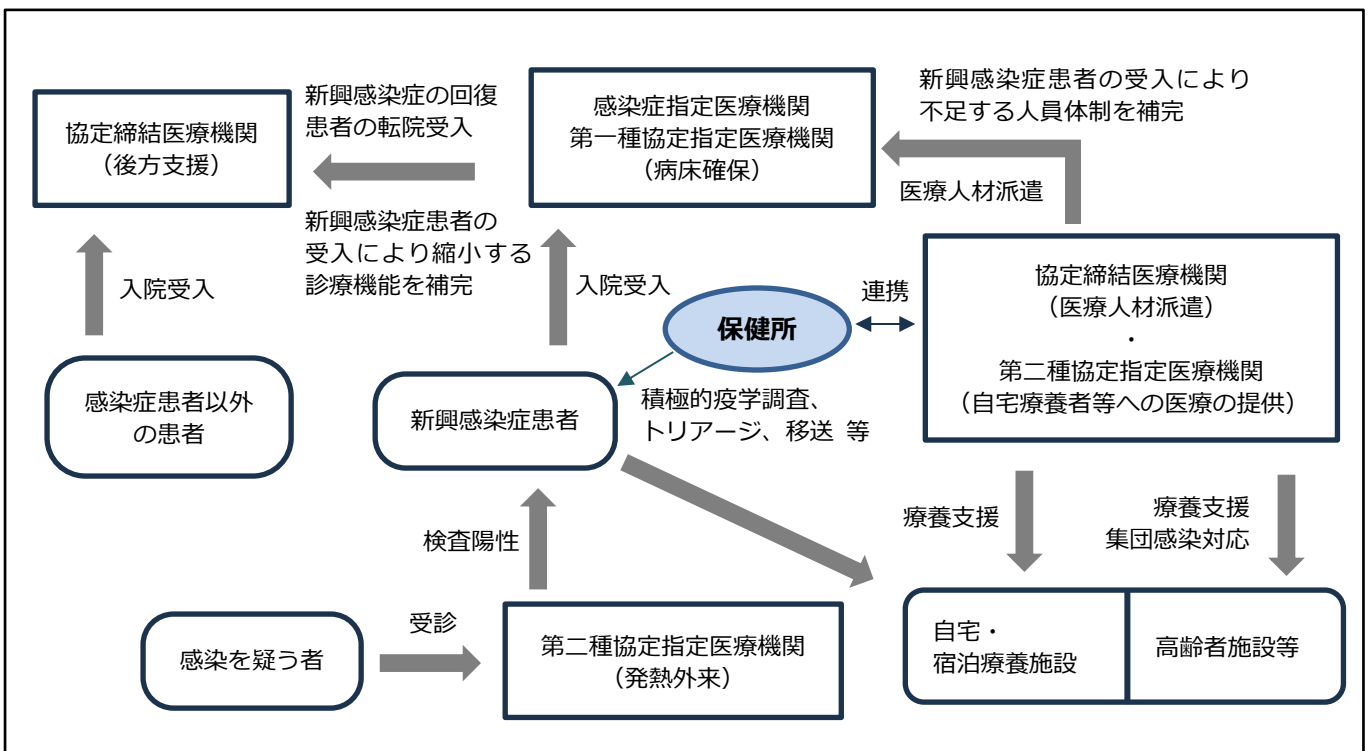 協定締結医療機関
（後方支援）
新興感染症の回復
患者の転院受入
新興感染症患者の
受入により縮小する
診療機能を補完
感染症指定医療機関
第一種協定指定医療機関
（病床確保）
新興感染症患者の受入により
不足する人員体制を補完
医療人材派遣
入院受入
入院受入
保健所
連携
協定締結医療機関
（医療人材派遣）
・
第二種協定指定医療機関
（自宅療養者等への医療の提供）
感染症患者以外
の患者
新興感染症患者
積極的疫学調査、
トリアージ、移送 等
検査陽性
療養支援
療養支援
集団感染対応
感染を疑う者
受診
第二種協定指定医療機関
（発熱外来）
自宅・
宿泊療養施設
高齢者施設等